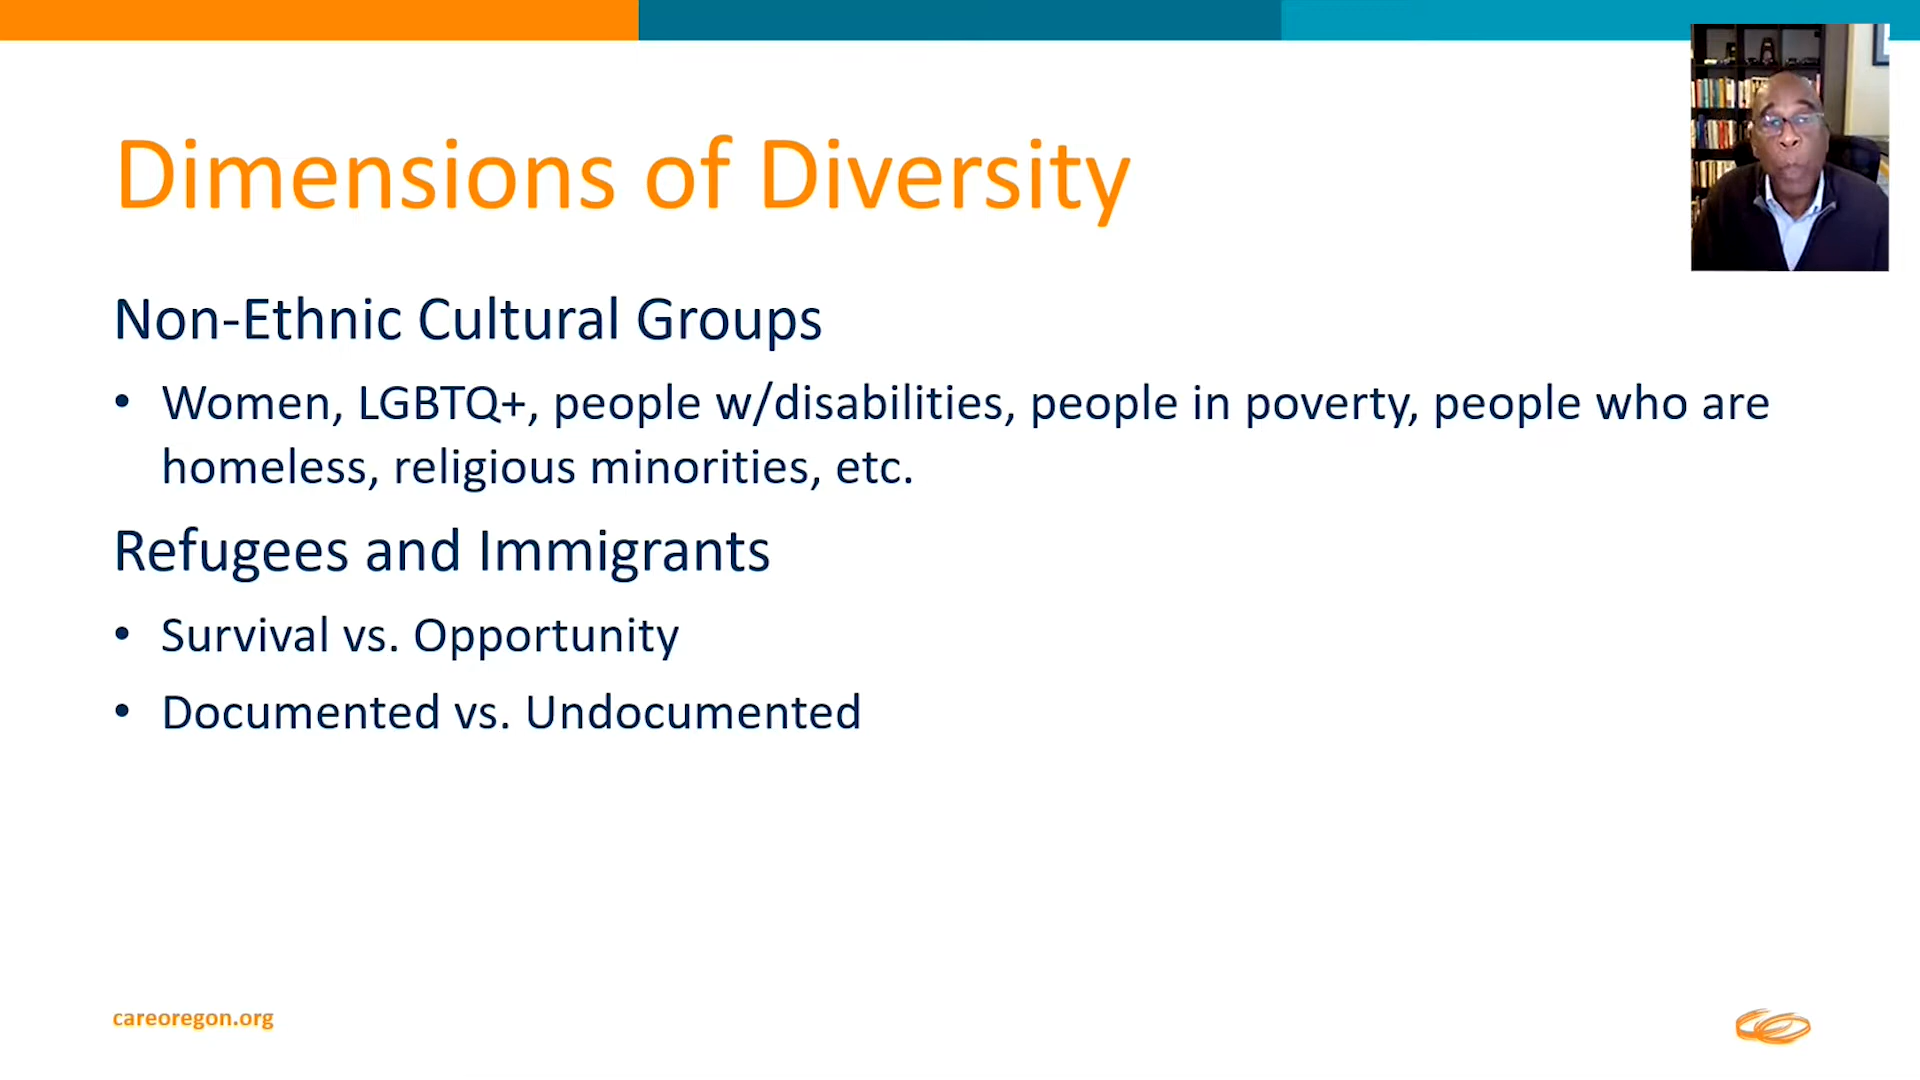 Dimensions of Diversity
Non-Ethnic Cultural Groups
• Women, LGBTQ+, people w/disabilities, people in poverty, people who are
homeless, religious minorities, etc.
Refugees and Immigrants
• Survival vs. Opportunity
• Documented vs. Undocumented
careoregon.org